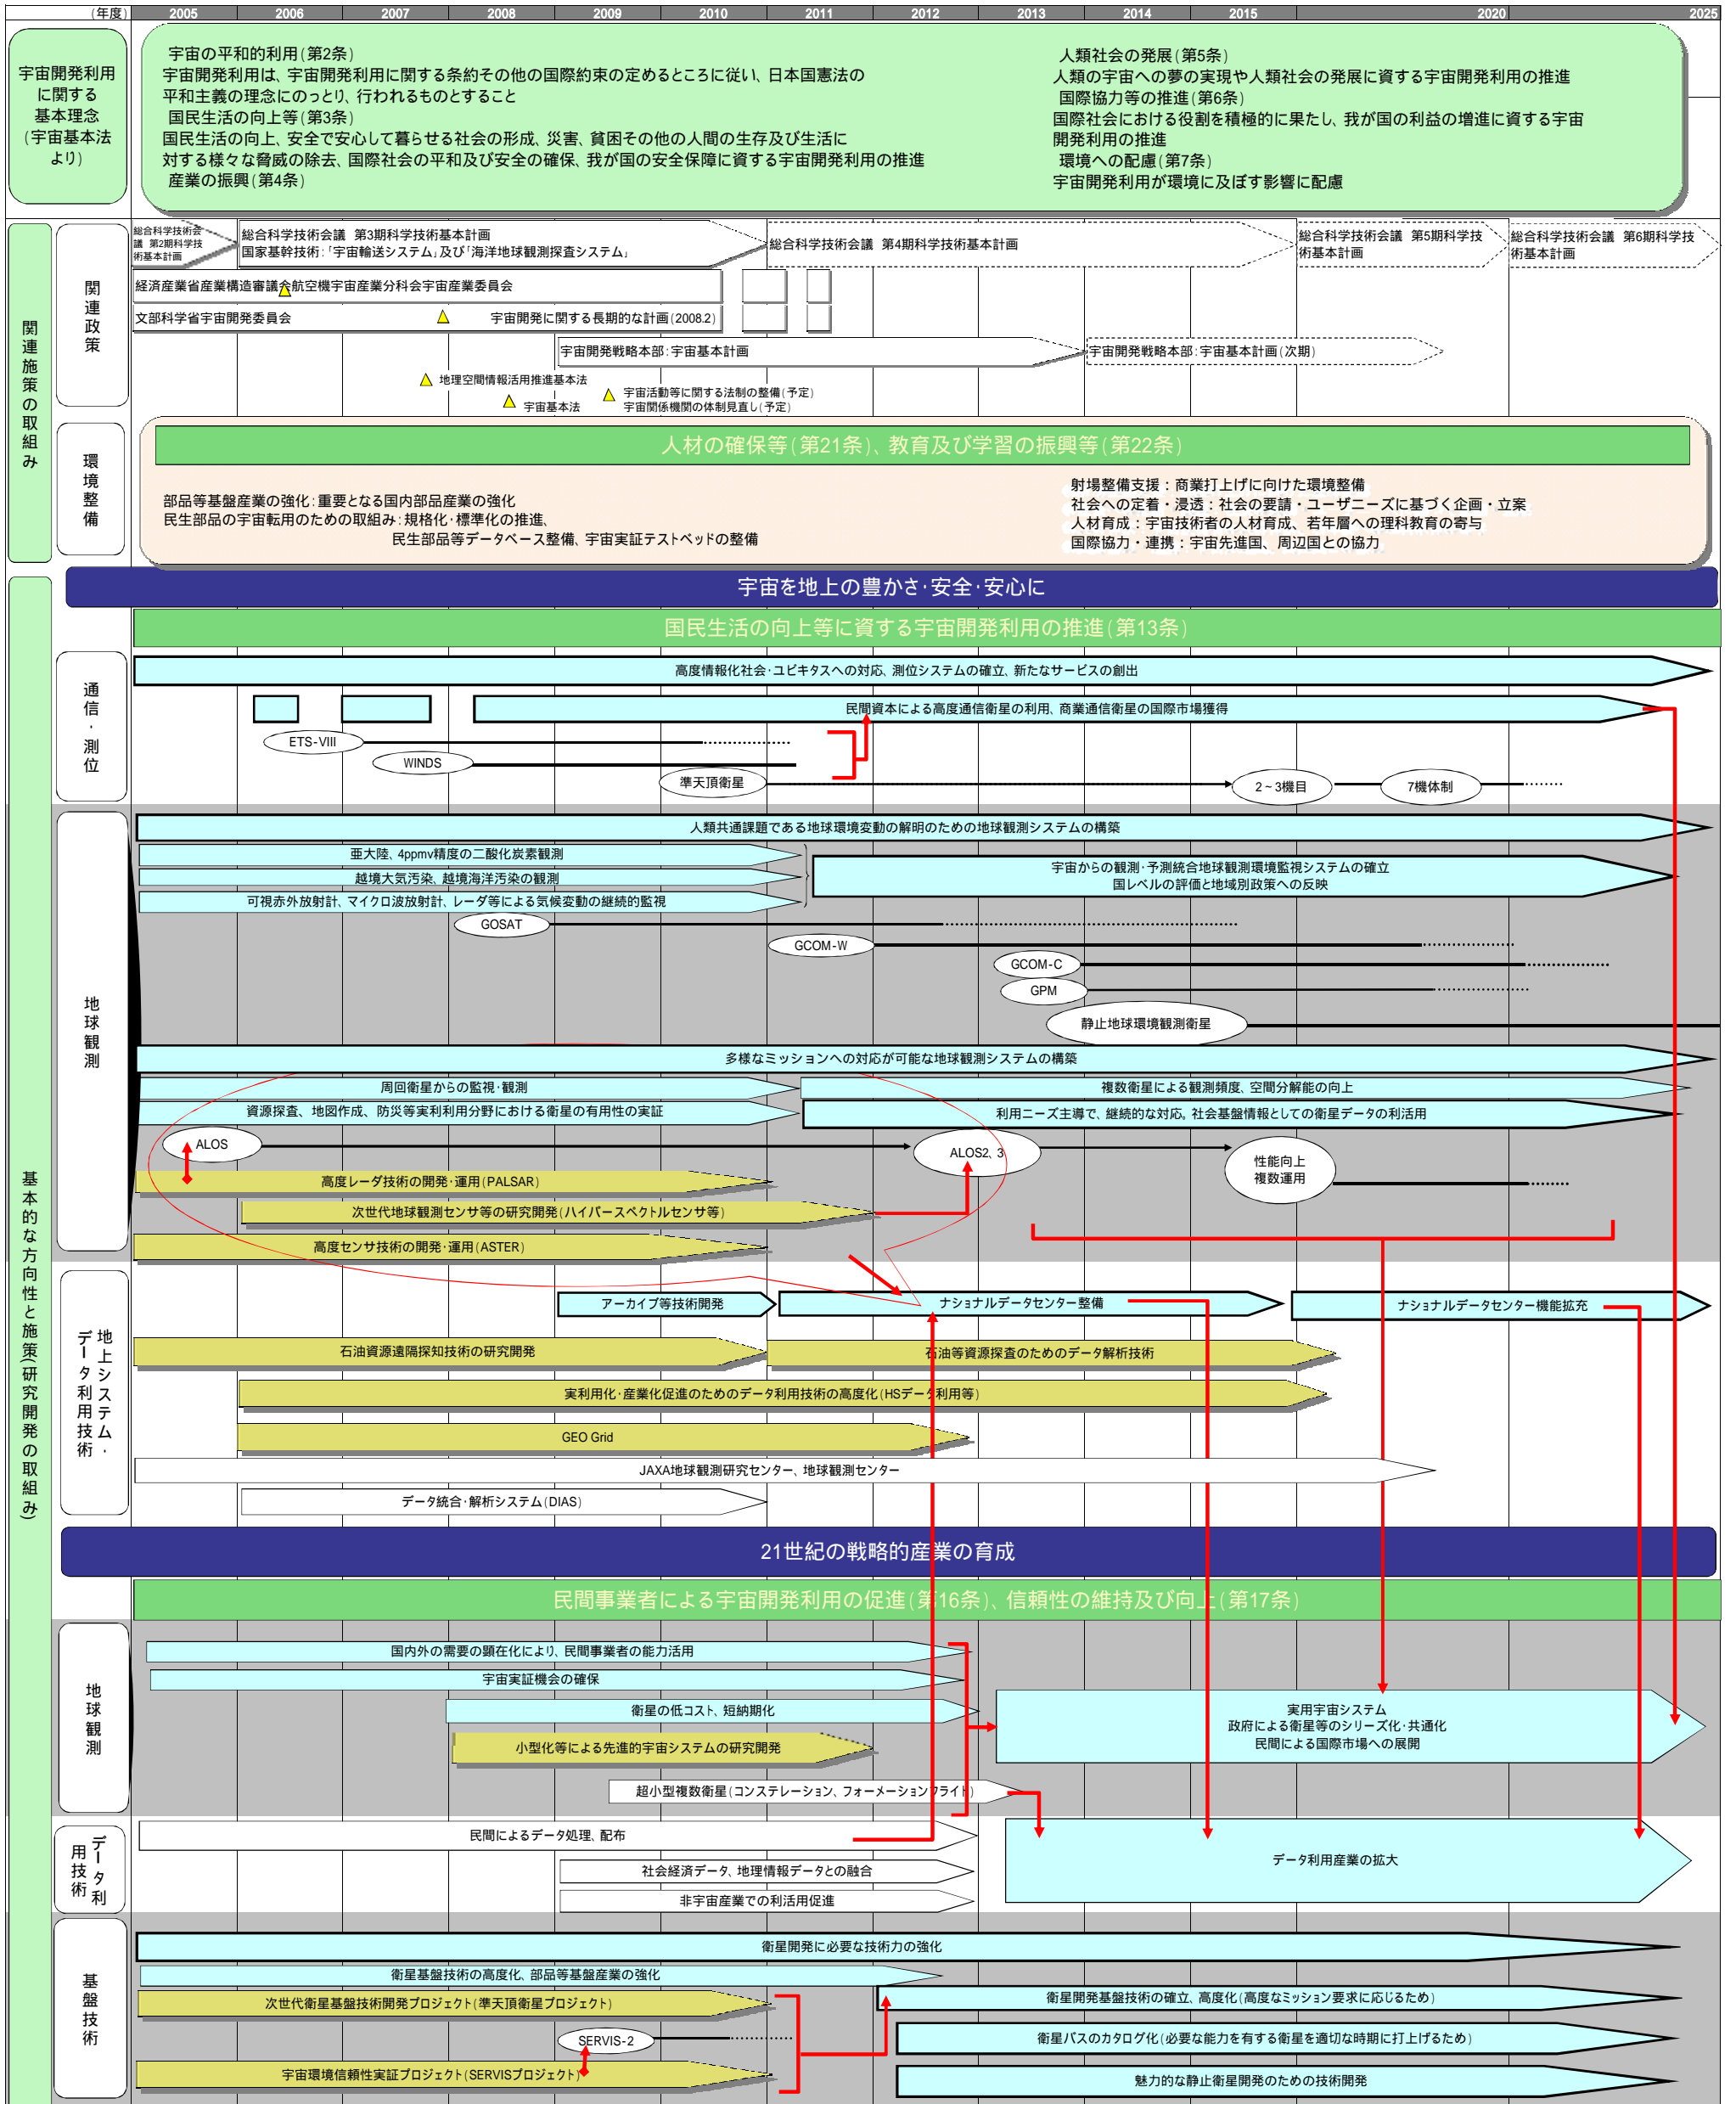 (年度) 2005 2006 2007 2008 2009 2010 2011 2012 2013 2014 2015 2020 2025
宇宙開発利用
に関する
基本理念
(宇宙基本法
より)
宇宙の平和的利用(第2条)
宇宙開発利用は、宇宙開発利用に関する条約その他の国際約束の定めるところに従い、日本国憲法の
平和主義の理念にのっとり、行われるものとすること
国民生活の向上等(第3条)
国民生活の向上、安全で安心して暮らせる社会の形成、災害、貧困その他の人間の生存及び生活に
対する様々な脅威の除去、国際社会の平和及び安全の確保、我が国の安全保障に資する宇宙開発利用の推進
産業の振興(第4条)
人類社会の発展(第5条)
人類の宇宙への夢の実現や人類社会の発展に資する宇宙開発利用の推進
国際協力等の推進(第6条)
国際社会における役割を積極的に果たし、我が国の利益の増進に資する宇宙
開発利用の推進
環境への配慮(第7条)
宇宙開発利用が環境に及ぼす影響に配慮
関連施策の取組み
関連政策
総合科学技術会
議 第2期科学技
術基本計画
総合科学技術会議 第3期科学技術基本計画
国家基幹技術:「宇宙輸送システム」及び「海洋地球観測探査システム」
総合科学技術会議 第4期科学技術基本計画
総合科学技術会議 第5期科学技
術基本計画
総合科学技術会議 第6期科学技
術基本計画
経済産業省産業構造審議会航空機宇宙産業分科会宇宙産業委員会
文部科学省宇宙開発委員会
宇宙開発に関する長期的な計画(2008.2)
宇宙開発戦略本部:宇宙基本計画
宇宙開発戦略本部:宇宙基本計画(次期)
地理空間情報活用推進基本法
宇宙基本法
宇宙活動等に関する法制の整備(予定)
宇宙関係機関の体制見直し(予定)
環境整備
人材の確保等(第21条)、教育及び学習の振興等(第22条)
部品等基盤産業の強化:重要となる国内部品産業の強化
民生部品の宇宙転用のための取組み:規格化・標準化の推進、
民生部品等データベース整備、宇宙実証テストベッドの整備
射場整備支援:商業打上げに向けた環境整備
社会への定着・浸透:社会の要請・ユーザニーズに基づく企画・立案
人材育成:宇宙技術者の人材育成、若年層への理科教育の寄与
国際協力・連携:宇宙先進国、周辺国との協力
基本的な方向性と施策(研究開発の取組み)
宇宙を地上の豊かさ・安全・安心に
国民生活の向上等に資する宇宙開発利用の推進(第13条)
通信・測位
高度情報化社会・ユビキタスへの対応、測位システムの確立、新たなサービスの創出
民間資本による高度通信衛星の利用、商業通信衛星の国際市場獲得
ETS-VIII
WINDS
準天頂衛星
2~3機目
7機体制
地球観測
人類共通課題である地球環境変動の解明のための地球観測システムの構築
亜大陸、4ppmv精度の二酸化炭素観測
越境大気汚染、越境海洋汚染の観測
可視赤外放射計、マイクロ波放射計、レーダ等による気候変動の継続的監視
宇宙からの観測・予測統合地球観測環境監視システムの確立
国レベルの評価と地域別政策への反映
GOSAT
GCOM-W
GCOM-C
GPM
静止地球環境観測衛星
多様なミッションへの対応が可能な地球観測システムの構築
周回衛星からの監視・観測
複数衛星による観測頻度、空間分解能の向上
資源探査、地図作成、防災等実利利用分野における衛星の有用性の実証
利用ニーズ主導で、継続的な対応。社会基盤情報としての衛星データの利活用
ALOS
ALOS2、3
性能向上
複数運用
高度レーダ技術の開発・運用(PALSAR)
次世代地球観測センサ等の研究開発(ハイパースペクトルセンサ等)
高度センサ技術の開発・運用(ASTER)
地上システム・
データ利用技術
アーカイブ等技術開発
ナショナルデータセンター整備
ナショナルデータセンター機能拡充
石油資源遠隔探知技術の研究開発
石油等資源探査のためのデータ解析技術
実利用化・産業化促進のためのデータ利用技術の高度化(HSデータ利用等)
GEO Grid
JAXA地球観測研究センター、地球観測センター
データ統合・解析システム(DIAS)
21世紀の戦略的産業の育成
民間事業者による宇宙開発利用の促進(第16条)、信頼性の維持及び向上(第17条)
地球観測
国内外の需要の顕在化により、民間事業者の能力活用
宇宙実証機会の確保
衛星の低コスト、短納期化
小型化等による先進的宇宙システムの研究開発
超小型複数衛星(コンステレーション、フォーメーションフライト)
実用宇宙システム
政府による衛星等のシリーズ化・共通化
民間による国際市場への展開
データ利
用技術
民間によるデータ処理、配布
社会経済データ、地理情報データとの融合
非宇宙産業での利活用促進
データ利用産業の拡大
基盤技術
衛星開発に必要な技術力の強化
衛星基盤技術の高度化、部品等基盤産業の強化
次世代衛星基盤技術開発プロジェクト(準天頂衛星プロジェクト)
衛星開発基盤技術の確立、高度化(高度なミッション要求に応じるため)
SERVIS-2
衛星バスのカタログ化(必要な能力を有する衛星を適切な時期に打上げるため)
宇宙環境信頼性実証プロジェクト(SERVISプロジェクト)
魅力的な静止衛星開発のための技術開発